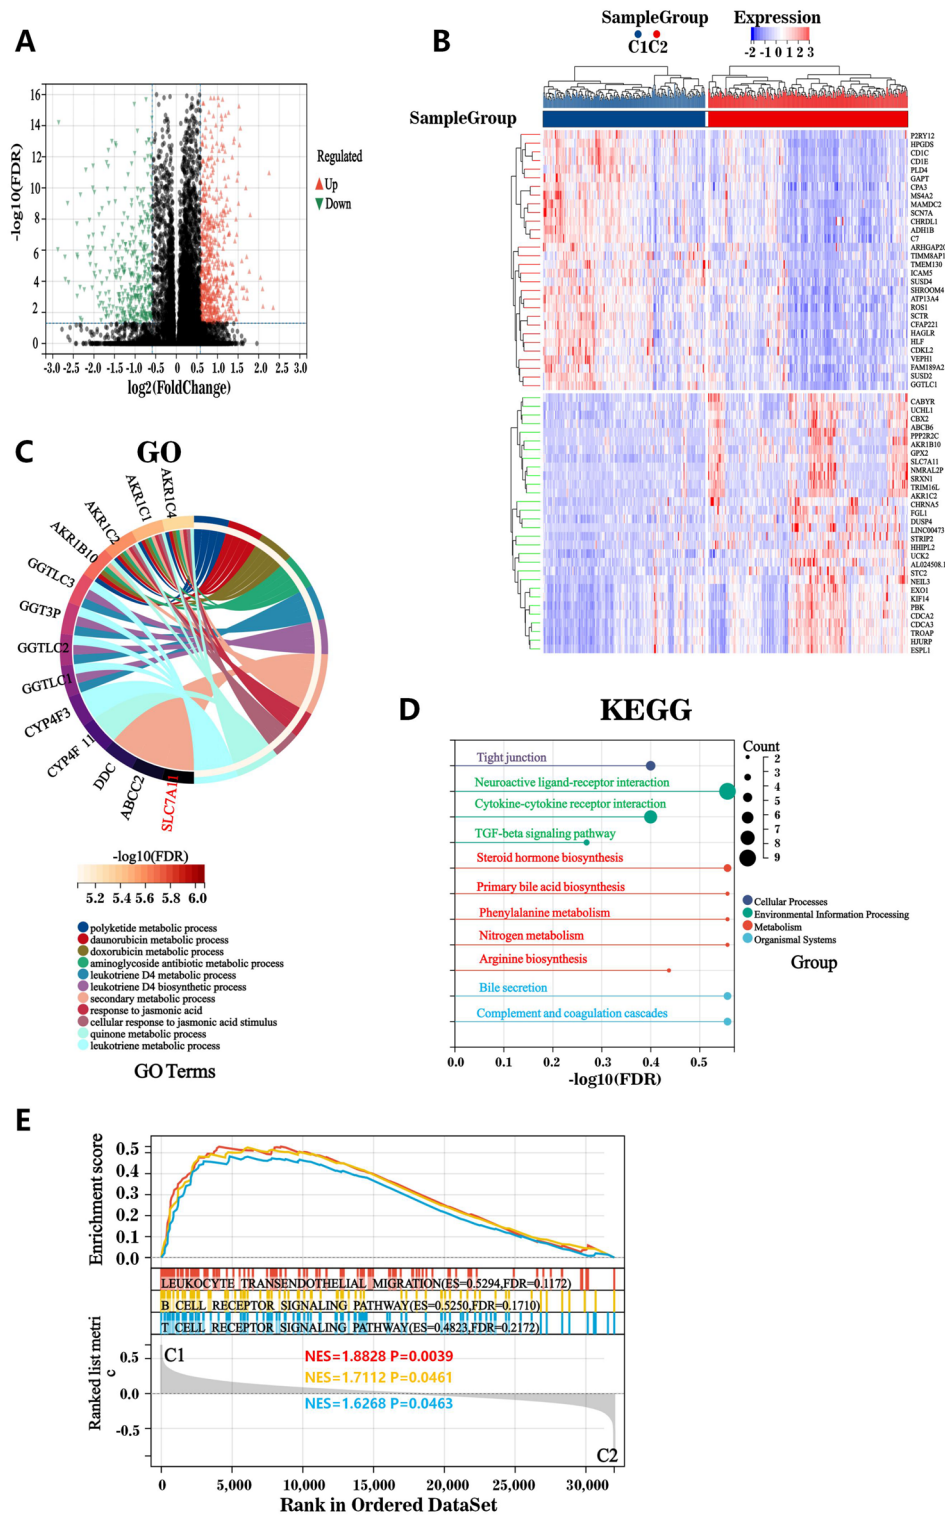 A
-log10(FDR)
16
14
12
10
8
6
4
2
0
-3.0 -2.5 -2.0 -1.5 -1.0 -0.5 0 0.5 1.0 1.5 2.0 2.5 3.0
log2(FoldChange)
Regulated
Up
Down
B
SampleGroup
C1C2
Expression
-2 -1 0 1 2 3
SampleGroup
P2RY12
HPGDS
CD1C
CD1E
PLD4
GAPT
CPA3
MS4A2
MAMDC2
SCN7A
CHRDL1
ADH1B
C7
ARHGAP20
TIMM8AP1
TMEM130
ICAM5
SUSD4
SHROOM4
ATP13A4
ROS1
SCTR
CFAP221
HAGLR
HLF
CDKL2
VEPH1
FAM189A2
SUSD2
GGTLC1
CABYR
UCHL1
CBX2
ABCB6
PPP2R2C
AKR1B10
GPX2
SLC7A11
NMRAL2P
SRXN1
TRIM16L
AKR1C2
CHRNA5
FGL1
DUSP4
LINC00473
STRIP2
HHIPL2
UCK2
AL024508.1
STC2
NEIL3
EXO1
KIF14
PBK
CDCA2
CDCA3
TROAP
HJURP
ESPL1
C
GO
AKR1C4
AKR1C1
AKR1C2
AKR1B10
GGTLC3
GGT3P
GGTLC2
GGTLC1
CYP4F3
CYP4F 11
DDC
ABCC2
SLC7A11
-log10(FDR)
5.2 5.4 5.6 5.8 6.0
polyketide metabolic process
daunorubicin metabolic process
doxorubicin metabolic process
aminoglycoside antibiotic metabolic process
leukotriene D4 metabolic process
leukotriene D4 biosynthetic process
secondary metabolic process
response to jasmonic acid
cellular response to jasmonic acid stimulus
quinone metabolic process
leukotriene metabolic process
GO Terms
D
KEGG
Tight junction
Neuroactive ligand-receptor interaction
Cytokine-cytokine receptor interaction
TGF-beta signaling pathway
Steroid hormone biosynthesis
Primary bile acid biosynthesis
Phenylalanine metabolism
Nitrogen metabolism
Arginine biosynthesis
Bile secretion
Complement and coagulation cascades
0.0 0.1 0.2 0.3 0.4 0.5
-log10(FDR)
Count
2
3
4
5
6
7
8
9
Cellular Processes
Environmental Information Processing
Metabolism
Organismal Systems
Group
E
Enrichment score
0.5
0.4
0.3
0.2
0.1
0.0
LEUKOCYTE_TRANSENDOTHELIAL_MIGRATION(ES=0.5294,FDR=0.1172)
B_CELL_RECEPTOR_SIGNALING_PATHWAY(ES=0.5250,FDR=0.1710)
T_CELL_RECEPTOR_SIGNALING_PATHWAY(ES=0.4823,FDR=0.2172)
Ranked list metri
c
0.5
0.0
-0.5
C1
NES=1.8828 P=0.0039
NES=1.7112 P=0.0461
NES=1.6268 P=0.0463
C2
0 5,000 10,000 15,000 20,000 25,000 30,000
Rank in Ordered DataSet